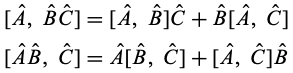 [Â, B̂Ĉ] = [Â, B̂]Ĉ + B̂[Â, Ĉ]
[ÂB̂, Ĉ] = Â[B̂, Ĉ] + [Â, Ĉ]B̂